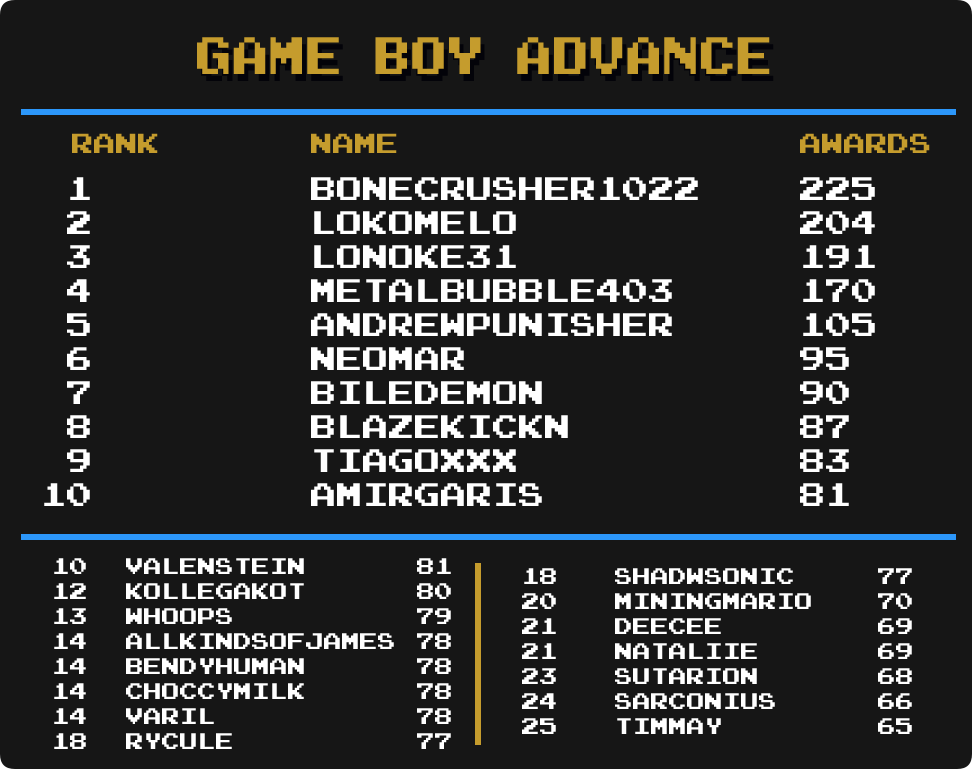 GAME BOY ADVANCE
RANK NAME AWARDS
1 BONECRUSHER1022 225
2 LOKOMELO 204
3 LONOKE31 191
4 METALBUBBLE403 170
5 ANDREWPUNISHER 105
6 NEOMAR 95
7 BILEDEMON 90
8 BLAZEKICKN 87
9 TIAGOXXX 83
10 AMIRGARIS 81
10 VALENSTEIN 81
12 KOLLEGAKOT 80
13 WHOOPS 79
14 ALLKINDSOFJAMES 78
14 BENDYHUMAN 78
14 CHOCCYMILK 78
14 VARIL 78
18 RYCULE 77
18 SHADWSONIC 77
20 MININGMARIO 70
21 DEECEE 69
21 NATALIIE 69
23 SUTARION 68
24 SARCONIUS 66
25 TIMMAY 65